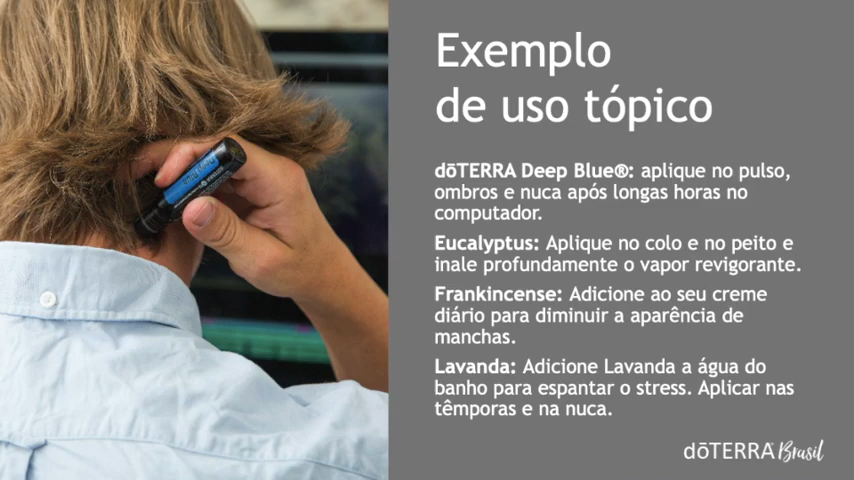 Exemplo
de uso tópico
dōTERRA Deep Blue®: aplique no pulso,
ombros e nuca após longas horas no
computador.
Eucalyptus: Aplique no colo e no peito e
inale profundamente o vapor revigorante.
Frankincense: Adicione ao seu creme
diário para diminuir a aparência de
manchas.
Lavanda: Adicione Lavanda a água do
banho para espantar o stress. Aplicar nas
têmporas e na nuca.
dōTERRA Brasil